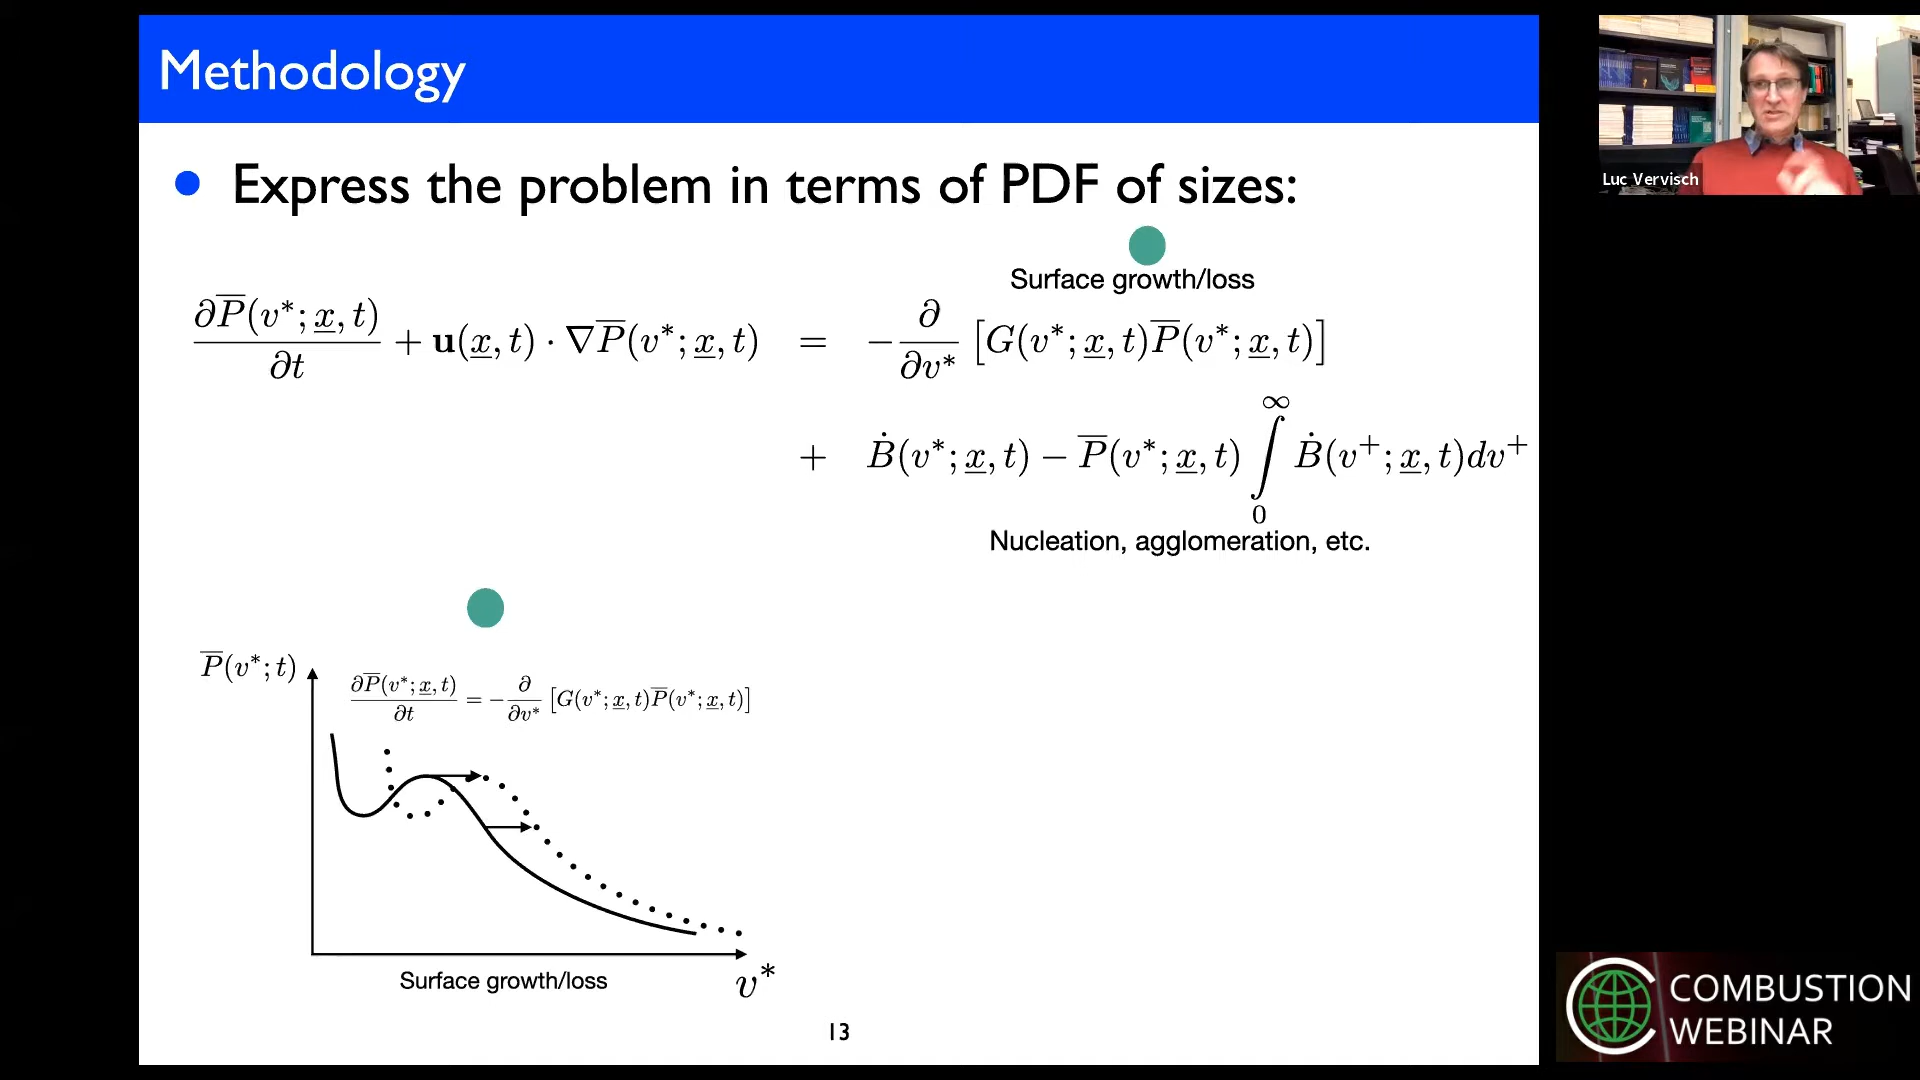 Methodology
Express the problem in terms of PDF of sizes:
Surface growth/loss
∂P̅(v*; x̲, t)/∂t + u(x̲, t) · ∇P̅(v*; x̲, t) = −∂/∂v* [G(v*; x̲, t)P̅(v*; x̲, t)]
+ Ḃ(v*; x̲, t) − P̅(v*; x̲, t) ∫₀^∞ Ḃ(v⁺; x̲, t)dv⁺
Nucleation, agglomeration, etc.
P̅(v*; t)
∂P̅(v*; x̲, t)/∂t = −∂/∂v* [G(v*; x̲, t)P̅(v*; x̲, t)]
Surface growth/loss
v*
13
Luc Vervisch
COMBUSTION
WEBINAR